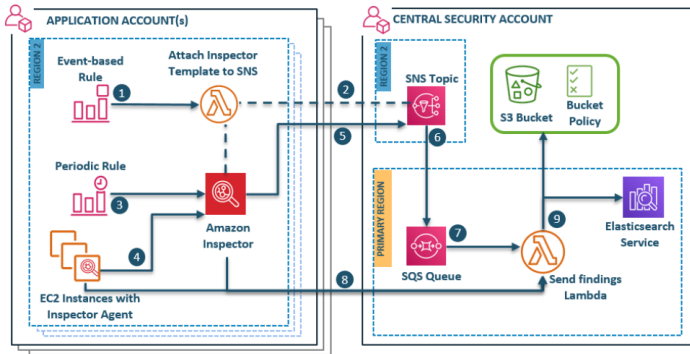 APPLICATION ACCOUNT(s)
REGION 2
Event-based
Rule
1
Attach Inspector
Template to SNS
2
Periodic Rule
3
4
5
Amazon
Inspector
EC2 Instances with
Inspector Agent
8
CENTRAL SECURITY ACCOUNT
REGION 2
SNS Topic
6
S3 Bucket
Bucket
Policy
PRIMARY REGION
SQS Queue
7
9
Send findings
Lambda
Elasticsearch
Service